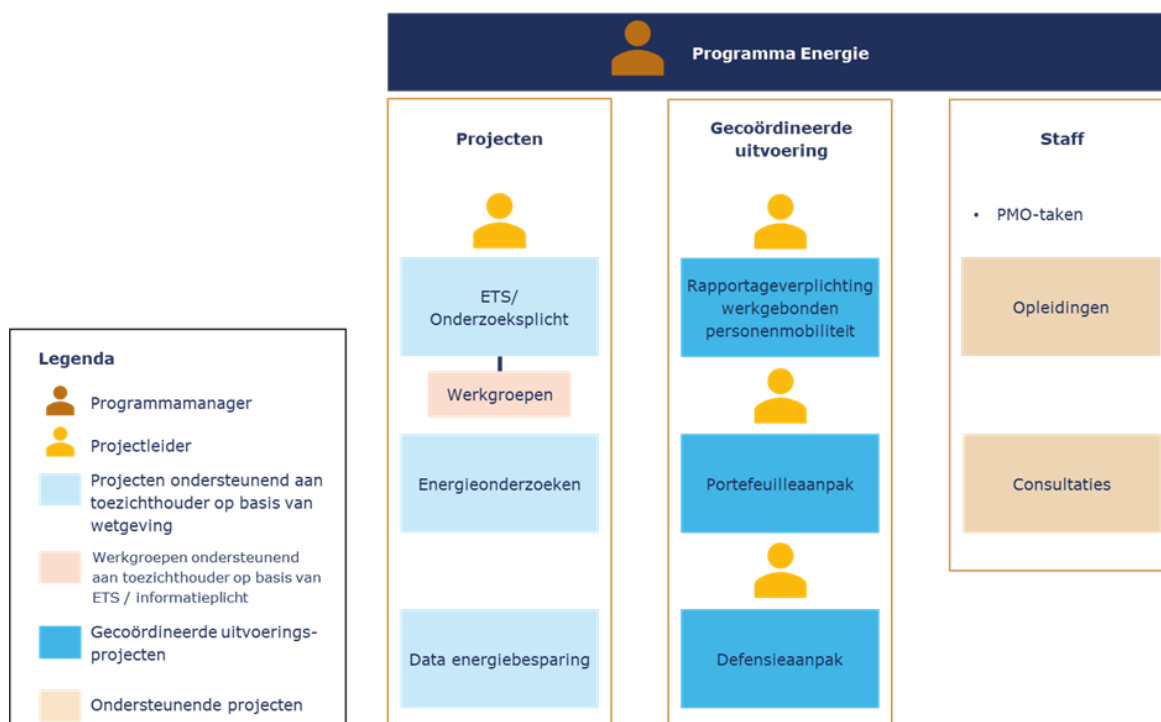 Programma Energie
Projecten
ETS/
Onderzoeksplicht
Werkgroepen
Energieonderzoeken
Data energiebesparing
Gecoördineerde
uitvoering
Rapportageverplichting
werkgebonden
personenmobiliteit
Portefeuilleaanpak
Defensieaanpak
Staff
• PMO-taken
Opleidingen
Consultaties
Legenda
Programmamanager
Projectleider
Projecten ondersteunend aan
toezichthouder op basis van
wetgeving
Werkgroepen ondersteunend
aan toezichthouder op basis van
ETS / informatieplicht
Gecoördineerde uitvoerings-
projecten
Ondersteunende projecten